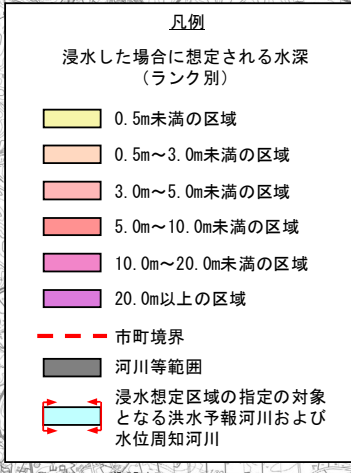 凡例
浸水した場合に想定される水深
（ランク別）
0.5m未満の区域
0.5m～3.0m未満の区域
3.0m～5.0m未満の区域
5.0m～10.0m未満の区域
10.0m～20.0m未満の区域
20.0m以上の区域
市町境界
河川等範囲
浸水想定区域の指定の対象
となる洪水予報河川および
水位周知河川